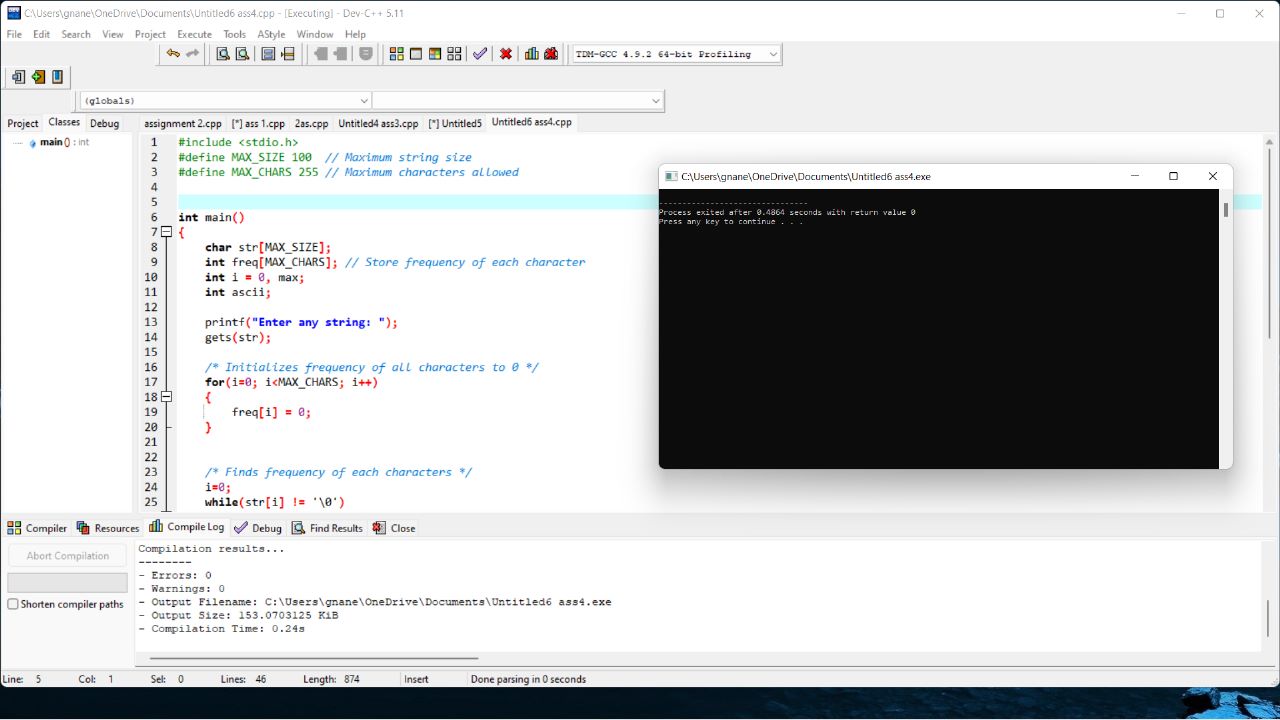 C:\Users\gnane\OneDrive\Documents\Untitled6 ass4.cpp - [Executing] - Dev-C++ 5.11
File Edit Search View Project Execute Tools AStyle Window Help
TDM-GCC 4.9.2 64-bit Profiling
(globals)
Project Classes Debug
assignment 2.cpp [*] ass 1.cpp 2as.cpp Untitled4 ass3.cpp [*] Untitled5 Untitled6 ass4.cpp
main () : int
1 #include <stdio.h>
2 #define MAX_SIZE 100 // Maximum string size
3 #define MAX_CHARS 255 // Maximum characters allowed
4
5
6 int main()
7 {
8 char str[MAX_SIZE];
9 int freq[MAX_CHARS]; // Store frequency of each character
10 int i = 0, max;
11 int ascii;
12
13 printf("Enter any string: ");
14 gets(str);
15
16 /* Initializes frequency of all characters to 0 */
17 for(i=0; i<MAX_CHARS; i++)
18 {
19 freq[i] = 0;
20 }
21
22
23 /* Finds frequency of each characters */
24 i=0;
25 while(str[i] != '\0')
C:\Users\gnane\OneDrive\Documents\Untitled6 ass4.exe
--------------------------------
Process exited after 0.4864 seconds with return value 0
Press any key to continue . . .
Compiler Resources Compile Log Debug Find Results Close
Abort Compilation
Shorten compiler paths
Compilation results...
--------
- Errors: 0
- Warnings: 0
- Output Filename: C:\Users\gnane\OneDrive\Documents\Untitled6 ass4.exe
- Output Size: 153.0703125 KiB
- Compilation Time: 0.24s
Line: 5 Col: 1 Sel: 0 Lines: 46 Length: 874 Insert Done parsing in 0 seconds